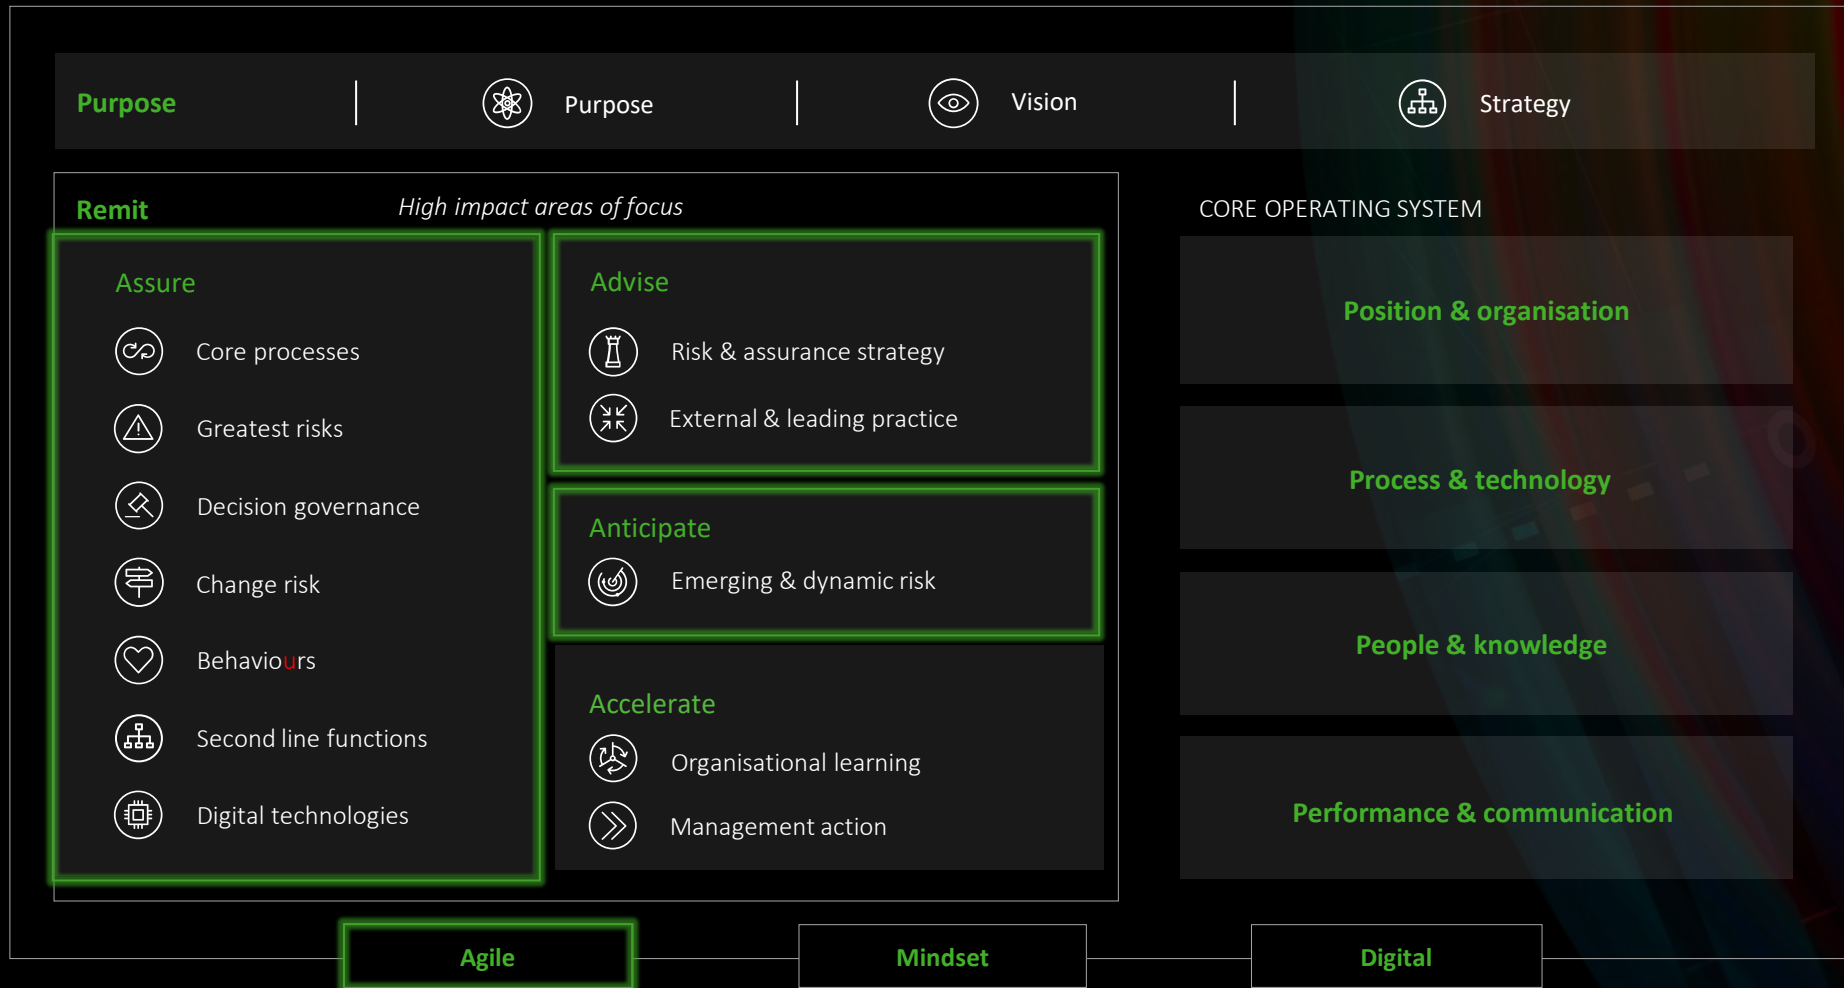 Purpose
Purpose
Vision
Strategy
Remit
High impact areas of focus
Assure
Core processes
Greatest risks
Decision governance
Change risk
Behaviours
Second line functions
Digital technologies
Advise
Risk & assurance strategy
External & leading practice
Anticipate
Emerging & dynamic risk
Accelerate
Organisational learning
Management action
CORE OPERATING SYSTEM
Position & organisation
Process & technology
People & knowledge
Performance & communication
Agile
Mindset
Digital